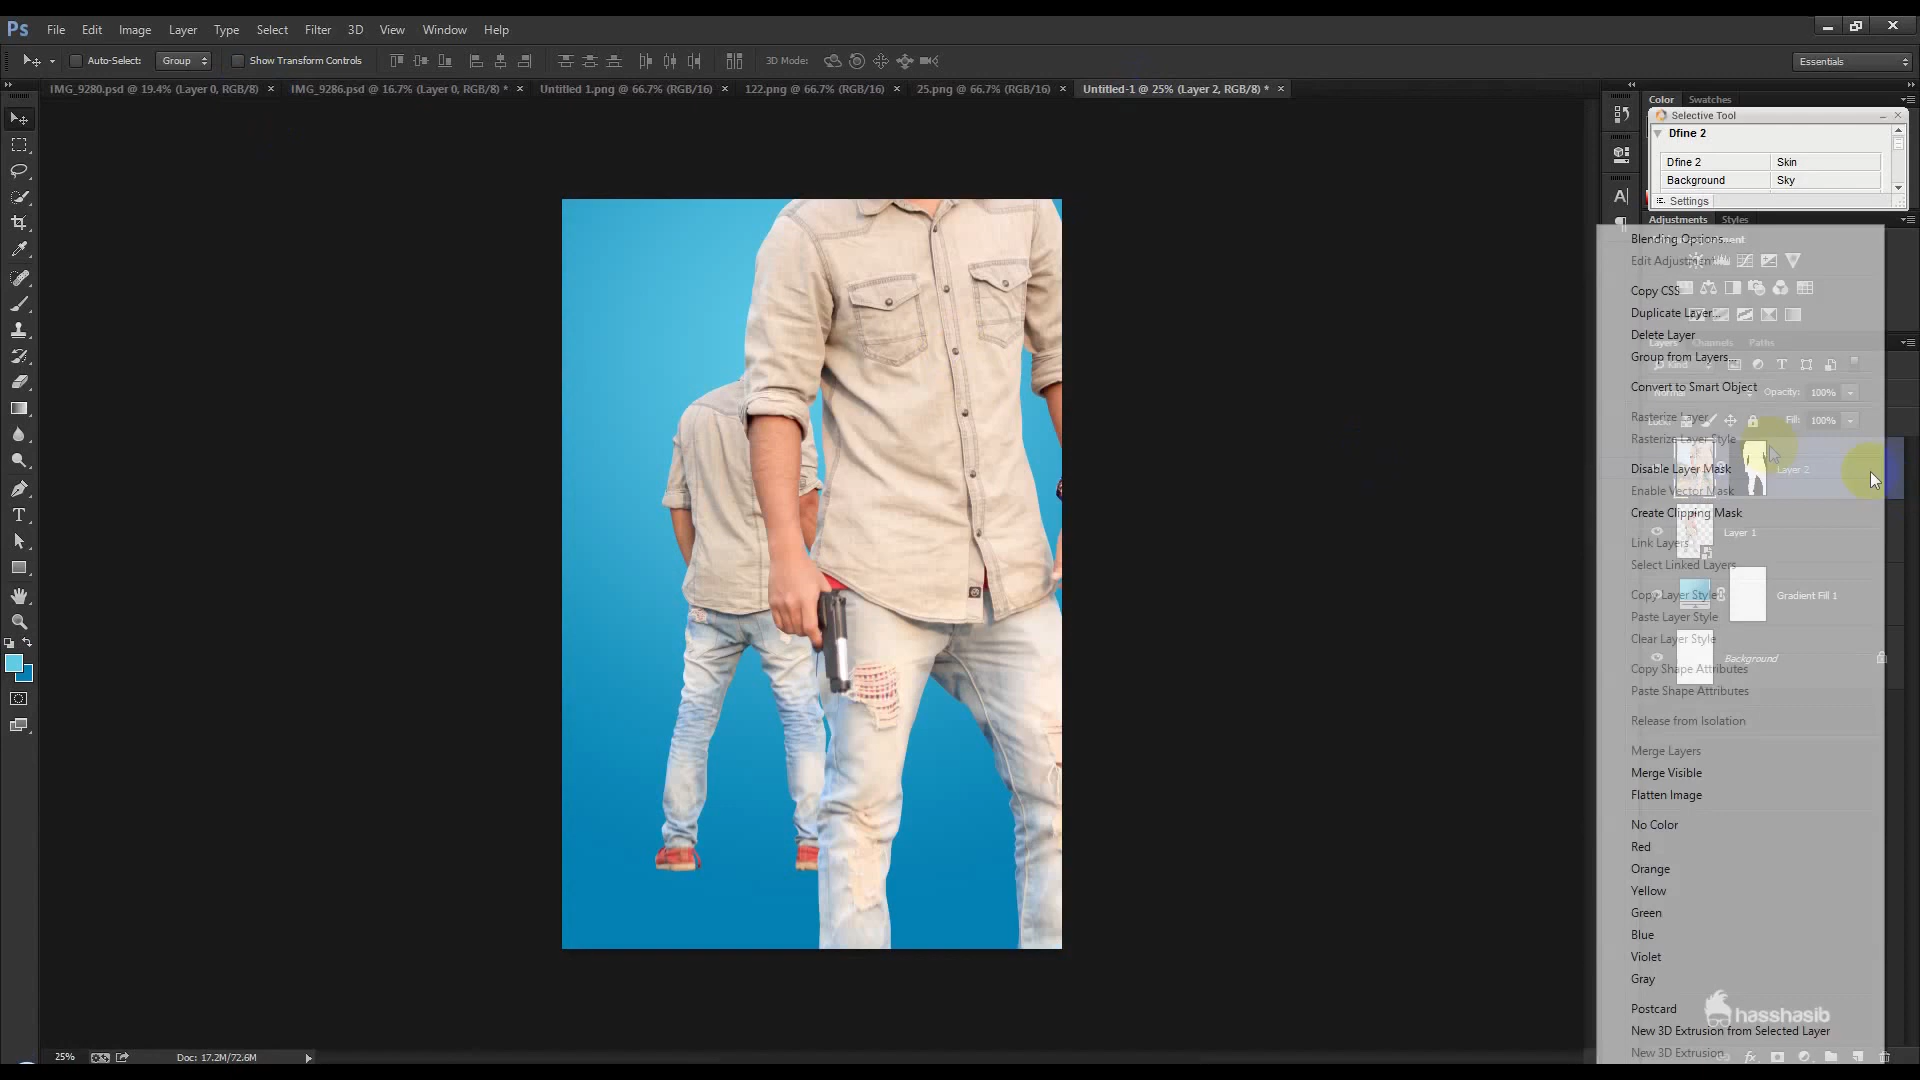 Ps File Edit Image Layer Type Select Filter 3D View Window Help
Auto-Select: Group Show Transform Controls 3D Mode: Essentials
IMG_9280.psd @ 19.4% (Layer 0, RGB/8) × IMG_9286.psd @ 16.7% (Layer 0, RGB/8) * × Untitled 1.png @ 66.7% (RGB/16) × 122.png @ 66.7% (RGB/16) × 25.png @ 66.7% (RGB/16) × Untitled-1 @ 25% (Layer 2, RGB/8) * ×
Color Swatches
Selective Tool
Dfine 2
Dfine 2 Skin
Background Sky
Settings
Adjustments Styles
Blending Options...
Edit Adjustment
Copy CSS
Duplicate Layer...
Delete Layer
Layers Channels Paths
Group from Layers...
Kind
Convert to Smart Object
Normal Opacity: 100%
Rasterize Layer
Lock: Fill: 100%
Rasterize Layer Style
Disable Layer Mask
Layer 2
Enable Vector Mask
Create Clipping Mask
Layer 1
Link Layers
Select Linked Layers
Copy Layer Style
Gradient Fill 1
Paste Layer Style
Clear Layer Style
Background
Copy Shape Attributes
Paste Shape Attributes
Release from Isolation
Merge Layers
Merge Visible
Flatten Image
No Color
Red
Orange
Yellow
Green
Blue
Violet
Gray
Postcard
hasshasib
New 3D Extrusion from Selected Layer
New 3D Extrusion
25% Doc: 17.2M/72.6M